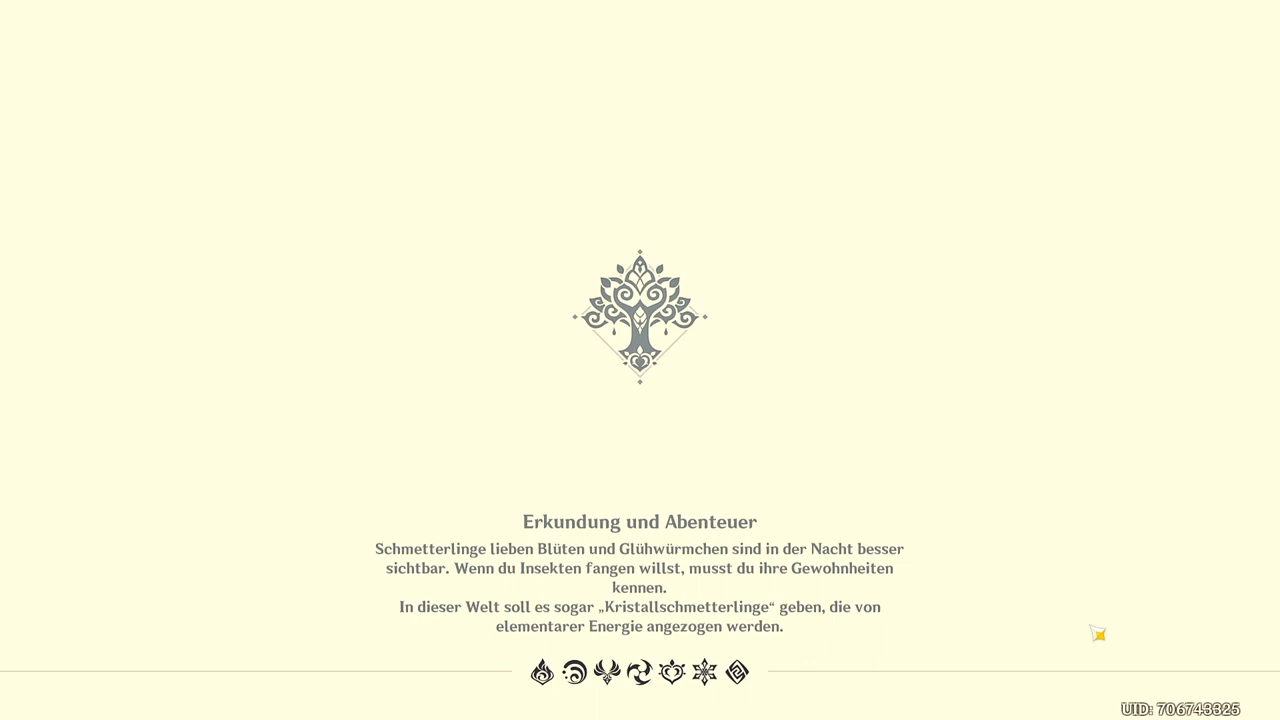 Erkundung und Abenteuer
Schmetterlinge lieben Blüten und Glühwürmchen sind in der Nacht besser
sichtbar. Wenn du Insekten fangen willst, musst du ihre Gewohnheiten
kennen.
In dieser Welt soll es sogar „Kristallschmetterlinge“ geben, die von
elementarer Energie angezogen werden.
UID: 706743325